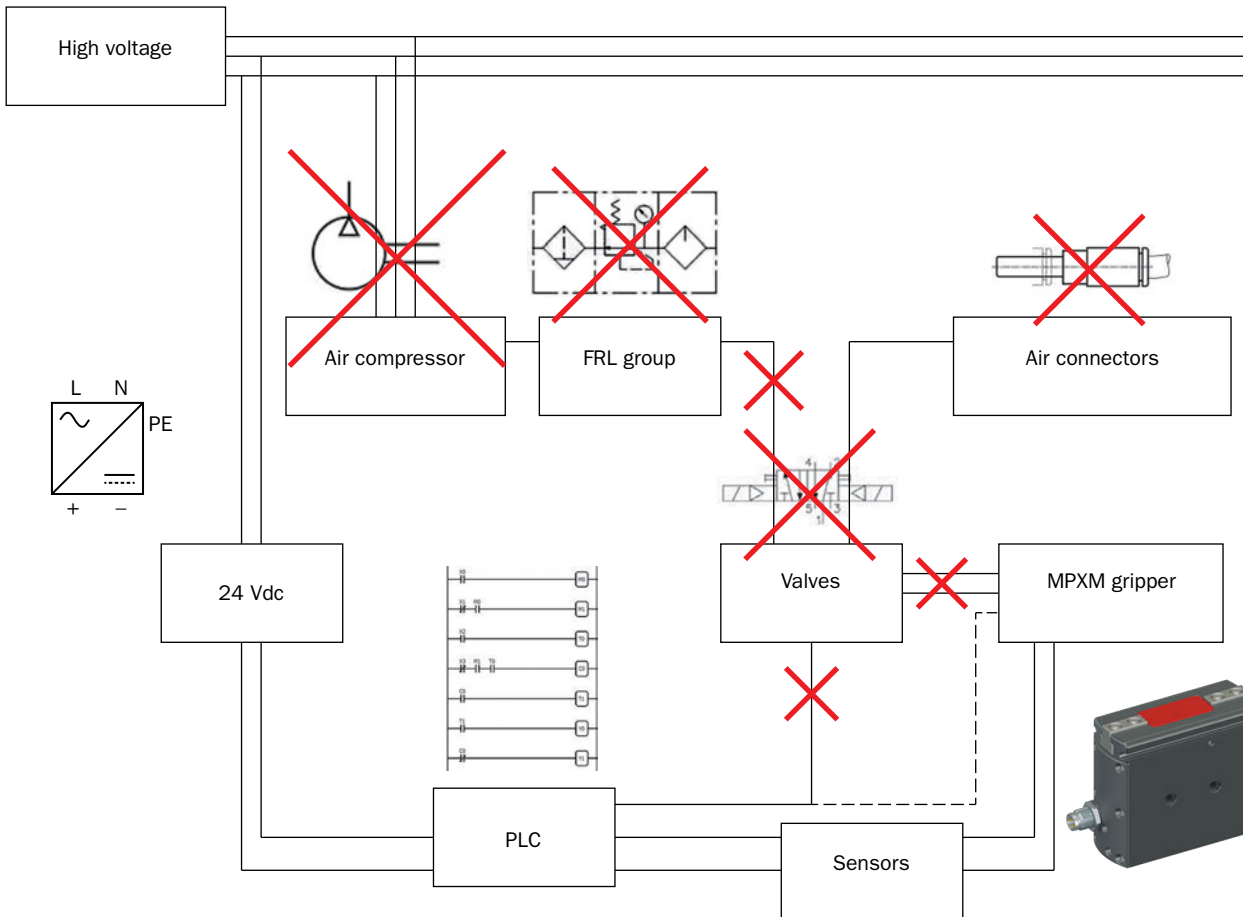 High voltage
Air compressor
FRL group
Air connectors
L N
PE
+ −
4 2
5 3
1
24 Vdc
Valves
MPXM gripper
PLC
Sensors